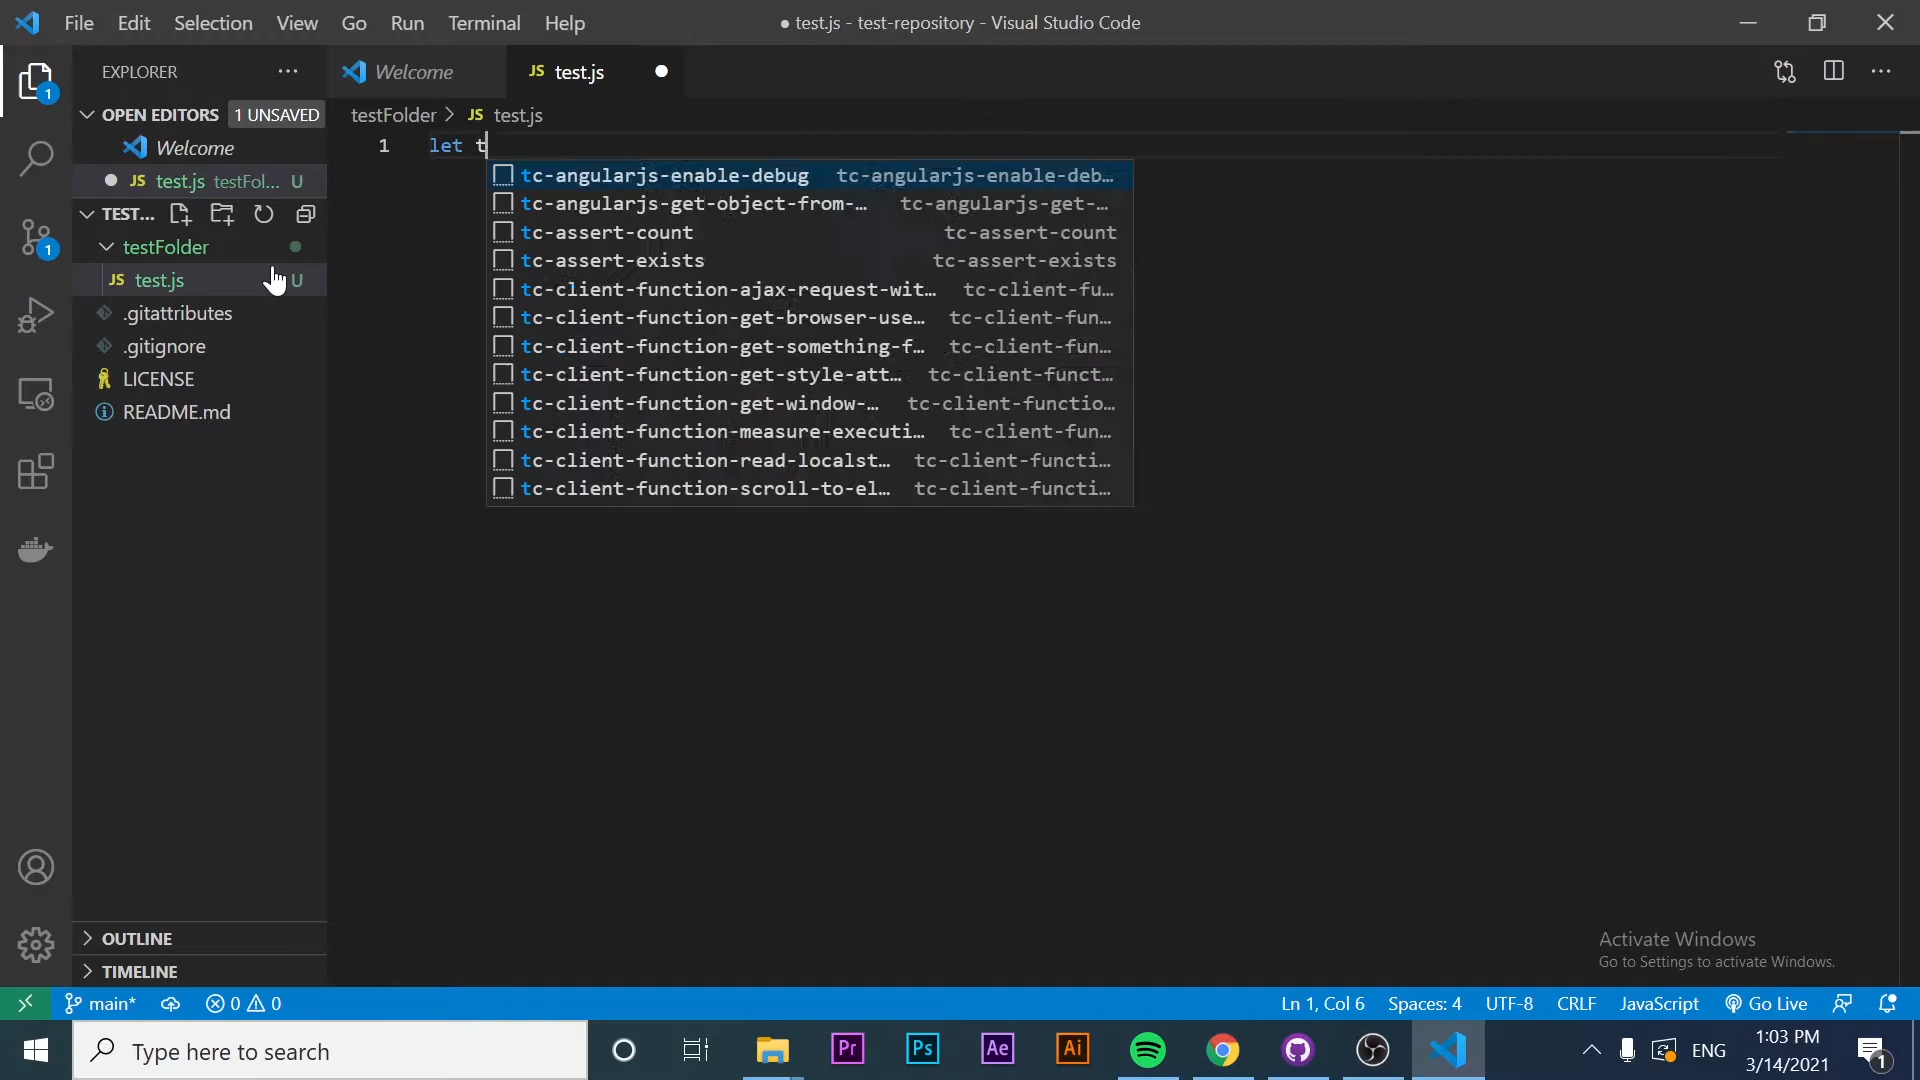 File Edit Selection View Go Run Terminal Help
● test.js - test-repository - Visual Studio Code
EXPLORER
Welcome
JS test.js
OPEN EDITORS 1 UNSAVED
testFolder > JS test.js
Welcome
1 let t
JS test.js testFol... U
tc-angularjs-enable-debug tc-angularjs-enable-deb…
TEST...
tc-angularjs-get-object-from-… tc-angularjs-get-…
testFolder
tc-assert-count tc-assert-count
tc-assert-exists tc-assert-exists
JS test.js U
tc-client-function-ajax-request-wit… tc-client-fu…
.gitattributes
tc-client-function-get-browser-use… tc-client-fun…
.gitignore
tc-client-function-get-something-f… tc-client-fun…
LICENSE
tc-client-function-get-style-att… tc-client-funct…
README.md
tc-client-function-get-window-… tc-client-functio…
tc-client-function-measure-executi… tc-client-fun…
tc-client-function-read-localst… tc-client-functi…
tc-client-function-scroll-to-el… tc-client-functi…
1
1
OUTLINE
TIMELINE
Activate Windows
Go to Settings to activate Windows.
main* 0 0
Ln 1, Col 6 Spaces: 4 UTF-8 CRLF JavaScript Go Live
Type here to search
Pr Ps Ae Ai
ENG
1:03 PM
3/14/2021
1